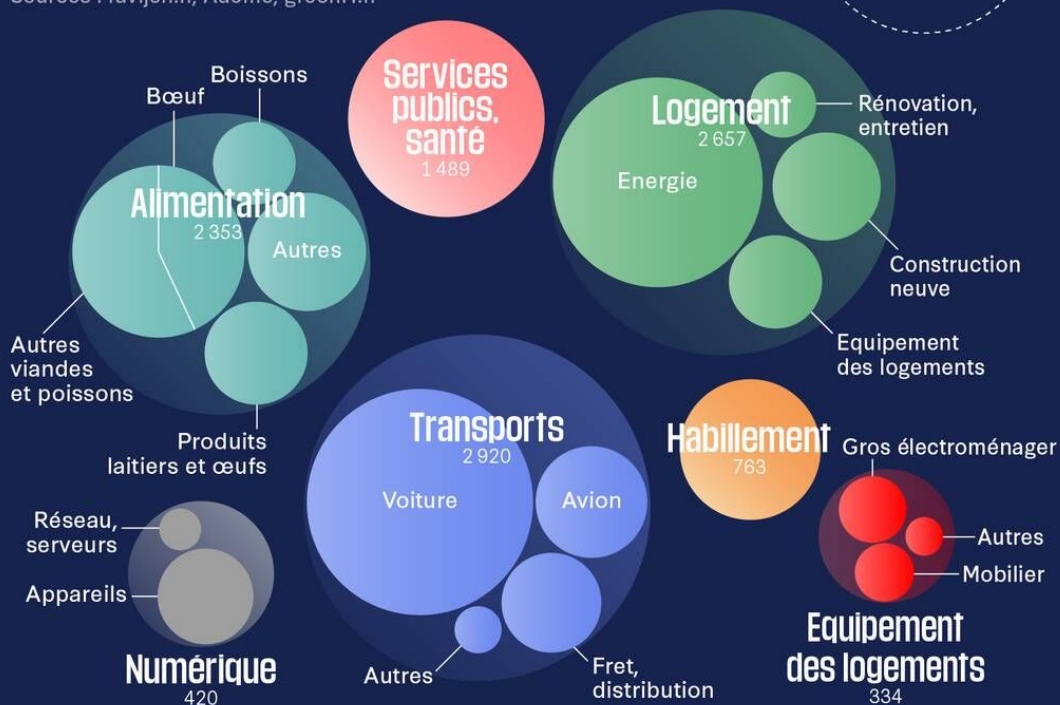 Boissons
Bœuf
Alimentation
2 353
Autres
Autres
viandes
et poissons
Produits
laitiers et œufs
Services
publics,
santé
1 489
Logement
2 657
Energie
Rénovation,
entretien
Construction
neuve
Equipement
des logements
Transports
2 920
Voiture
Avion
Autres
Fret,
distribution
Habillement
763
Gros électroménager
Autres
Mobilier
Equipement
des logements
334
Réseau,
serveurs
Appareils
Numérique
420